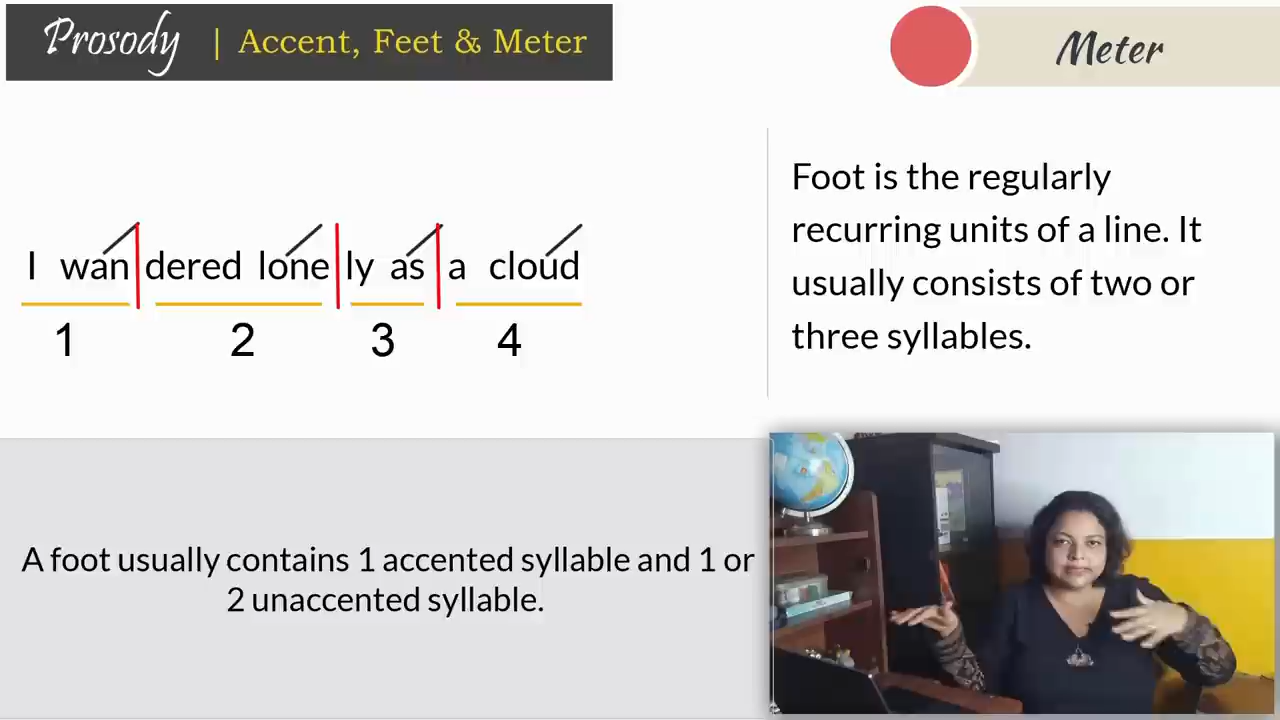 Prosody | Accent, Feet & Meter
Meter
I wan dered lone ly as a cloud
1 2 3 4
Foot is the regularly
recurring units of a line. It
usually consists of two or
three syllables.
A foot usually contains 1 accented syllable and 1 or
2 unaccented syllable.